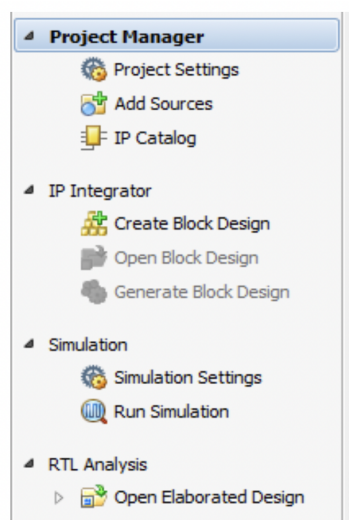 Project Manager
Project Settings
Add Sources
IP Catalog
IP Integrator
Create Block Design
Open Block Design
Generate Block Design
Simulation
Simulation Settings
Run Simulation
RTL Analysis
Open Elaborated Design